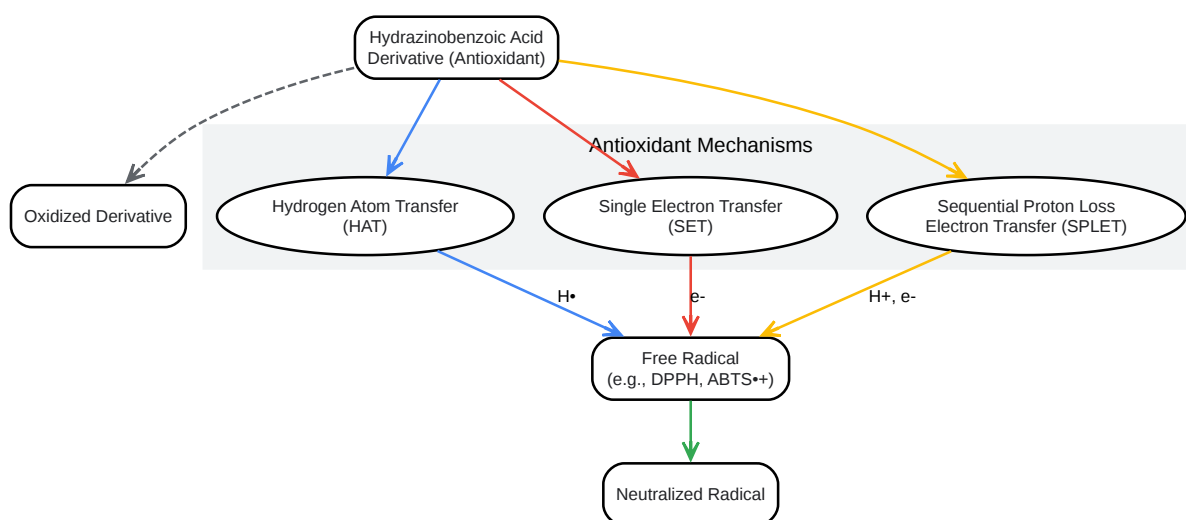 Hydrazinobenzoic Acid
Derivative (Antioxidant)
Antioxidant Mechanisms
Oxidized Derivative
Hydrogen Atom Transfer
(HAT)
Single Electron Transfer
(SET)
Sequential Proton Loss
Electron Transfer (SPLET)
H•
e-
H+, e-
Free Radical
(e.g., DPPH, ABTS•+)
Neutralized Radical